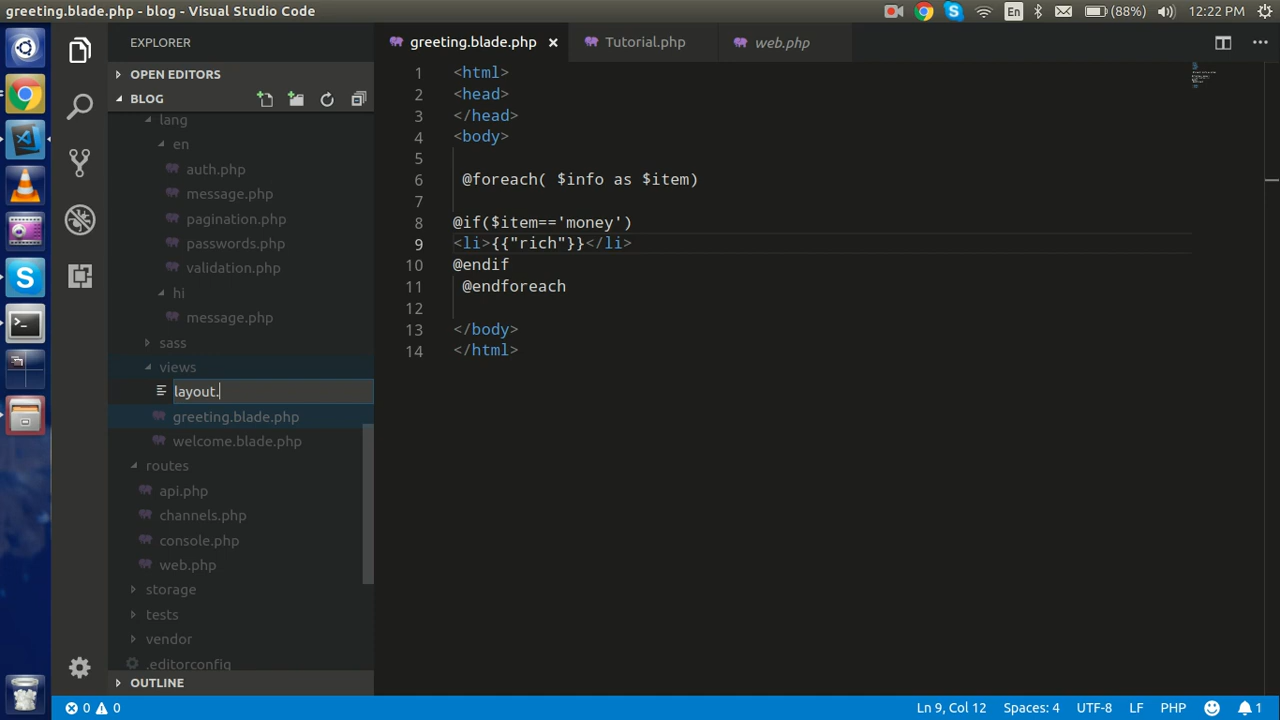 greeting.blade.php - blog - Visual Studio Code
En
(88%)
12:22 PM
EXPLORER
OPEN EDITORS
BLOG
lang
en
auth.php
message.php
pagination.php
passwords.php
validation.php
hi
message.php
sass
views
layout.
greeting.blade.php
welcome.blade.php
routes
api.php
channels.php
console.php
web.php
storage
tests
vendor
.editorconfig
OUTLINE
greeting.blade.php
Tutorial.php
web.php
1 <html>
2 <head>
3 </head>
4 <body>
5
6 @foreach( $info as $item)
7
8 @if($item=='money')
9 <li>{{"rich"}}</li>
10 @endif
11 @endforeach
12
13 </body>
14 </html>
0 0
Ln 9, Col 12
Spaces: 4
UTF-8
LF
PHP
1